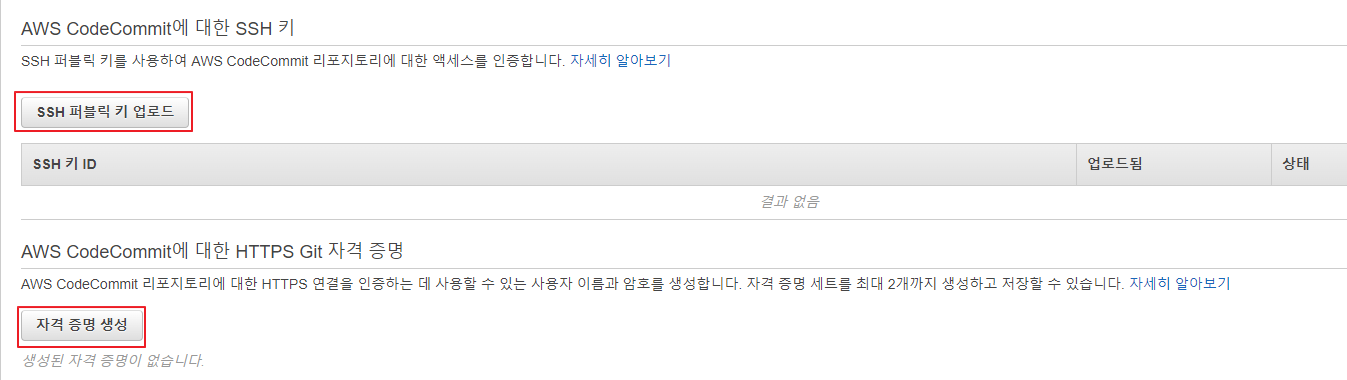 AWS CodeCommit에 대한 SSH 키
SSH 퍼블릭 키를 사용하여 AWS CodeCommit 리포지토리에 대한 액세스를 인증합니다. 자세히 알아보기
SSH 퍼블릭 키 업로드
SSH 키 ID 업로드됨 상태
결과 없음
AWS CodeCommit에 대한 HTTPS Git 자격 증명
AWS CodeCommit 리포지토리에 대한 HTTPS 연결을 인증하는 데 사용할 수 있는 사용자 이름과 암호를 생성합니다. 자격 증명 세트를 최대 2개까지 생성하고 저장할 수 있습니다. 자세히 알아보기
자격 증명 생성
생성된 자격 증명이 없습니다.